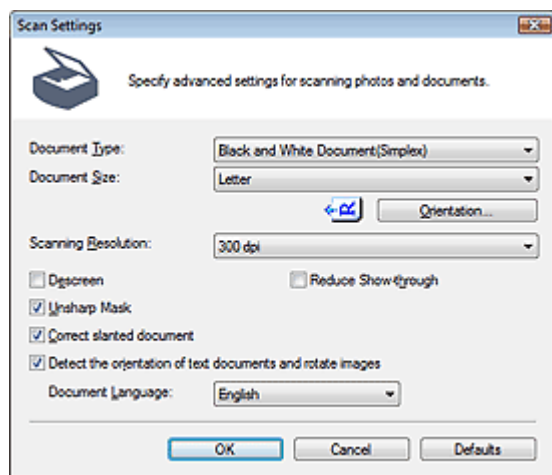 Scan Settings
Specify advanced settings for scanning photos and documents.
Document Type: Black and White Document(Simplex)
Document Size: Letter
Orientation...
Scanning Resolution: 300 dpi
Descreen Reduce Show-through
Unsharp Mask
Correct slanted document
Detect the orientation of text documents and rotate images
Document Language: English
OK Cancel Defaults